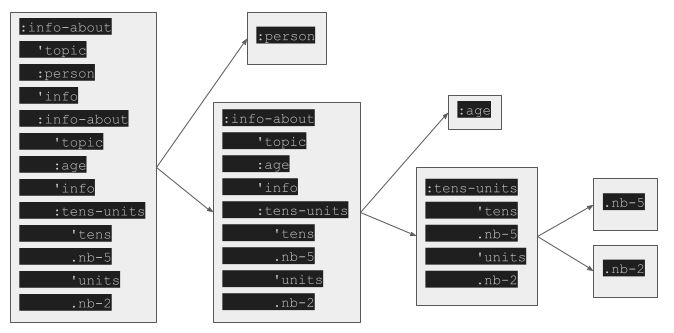 :info-about
'topic
:person
'info
:info-about
'topic
:age
'info
:tens-units
'tens
.nb-5
'units
.nb-2
:person
:info-about
'topic
:age
'info
:tens-units
'tens
.nb-5
'units
.nb-2
:age
:tens-units
'tens
.nb-5
'units
.nb-2
.nb-5
.nb-2